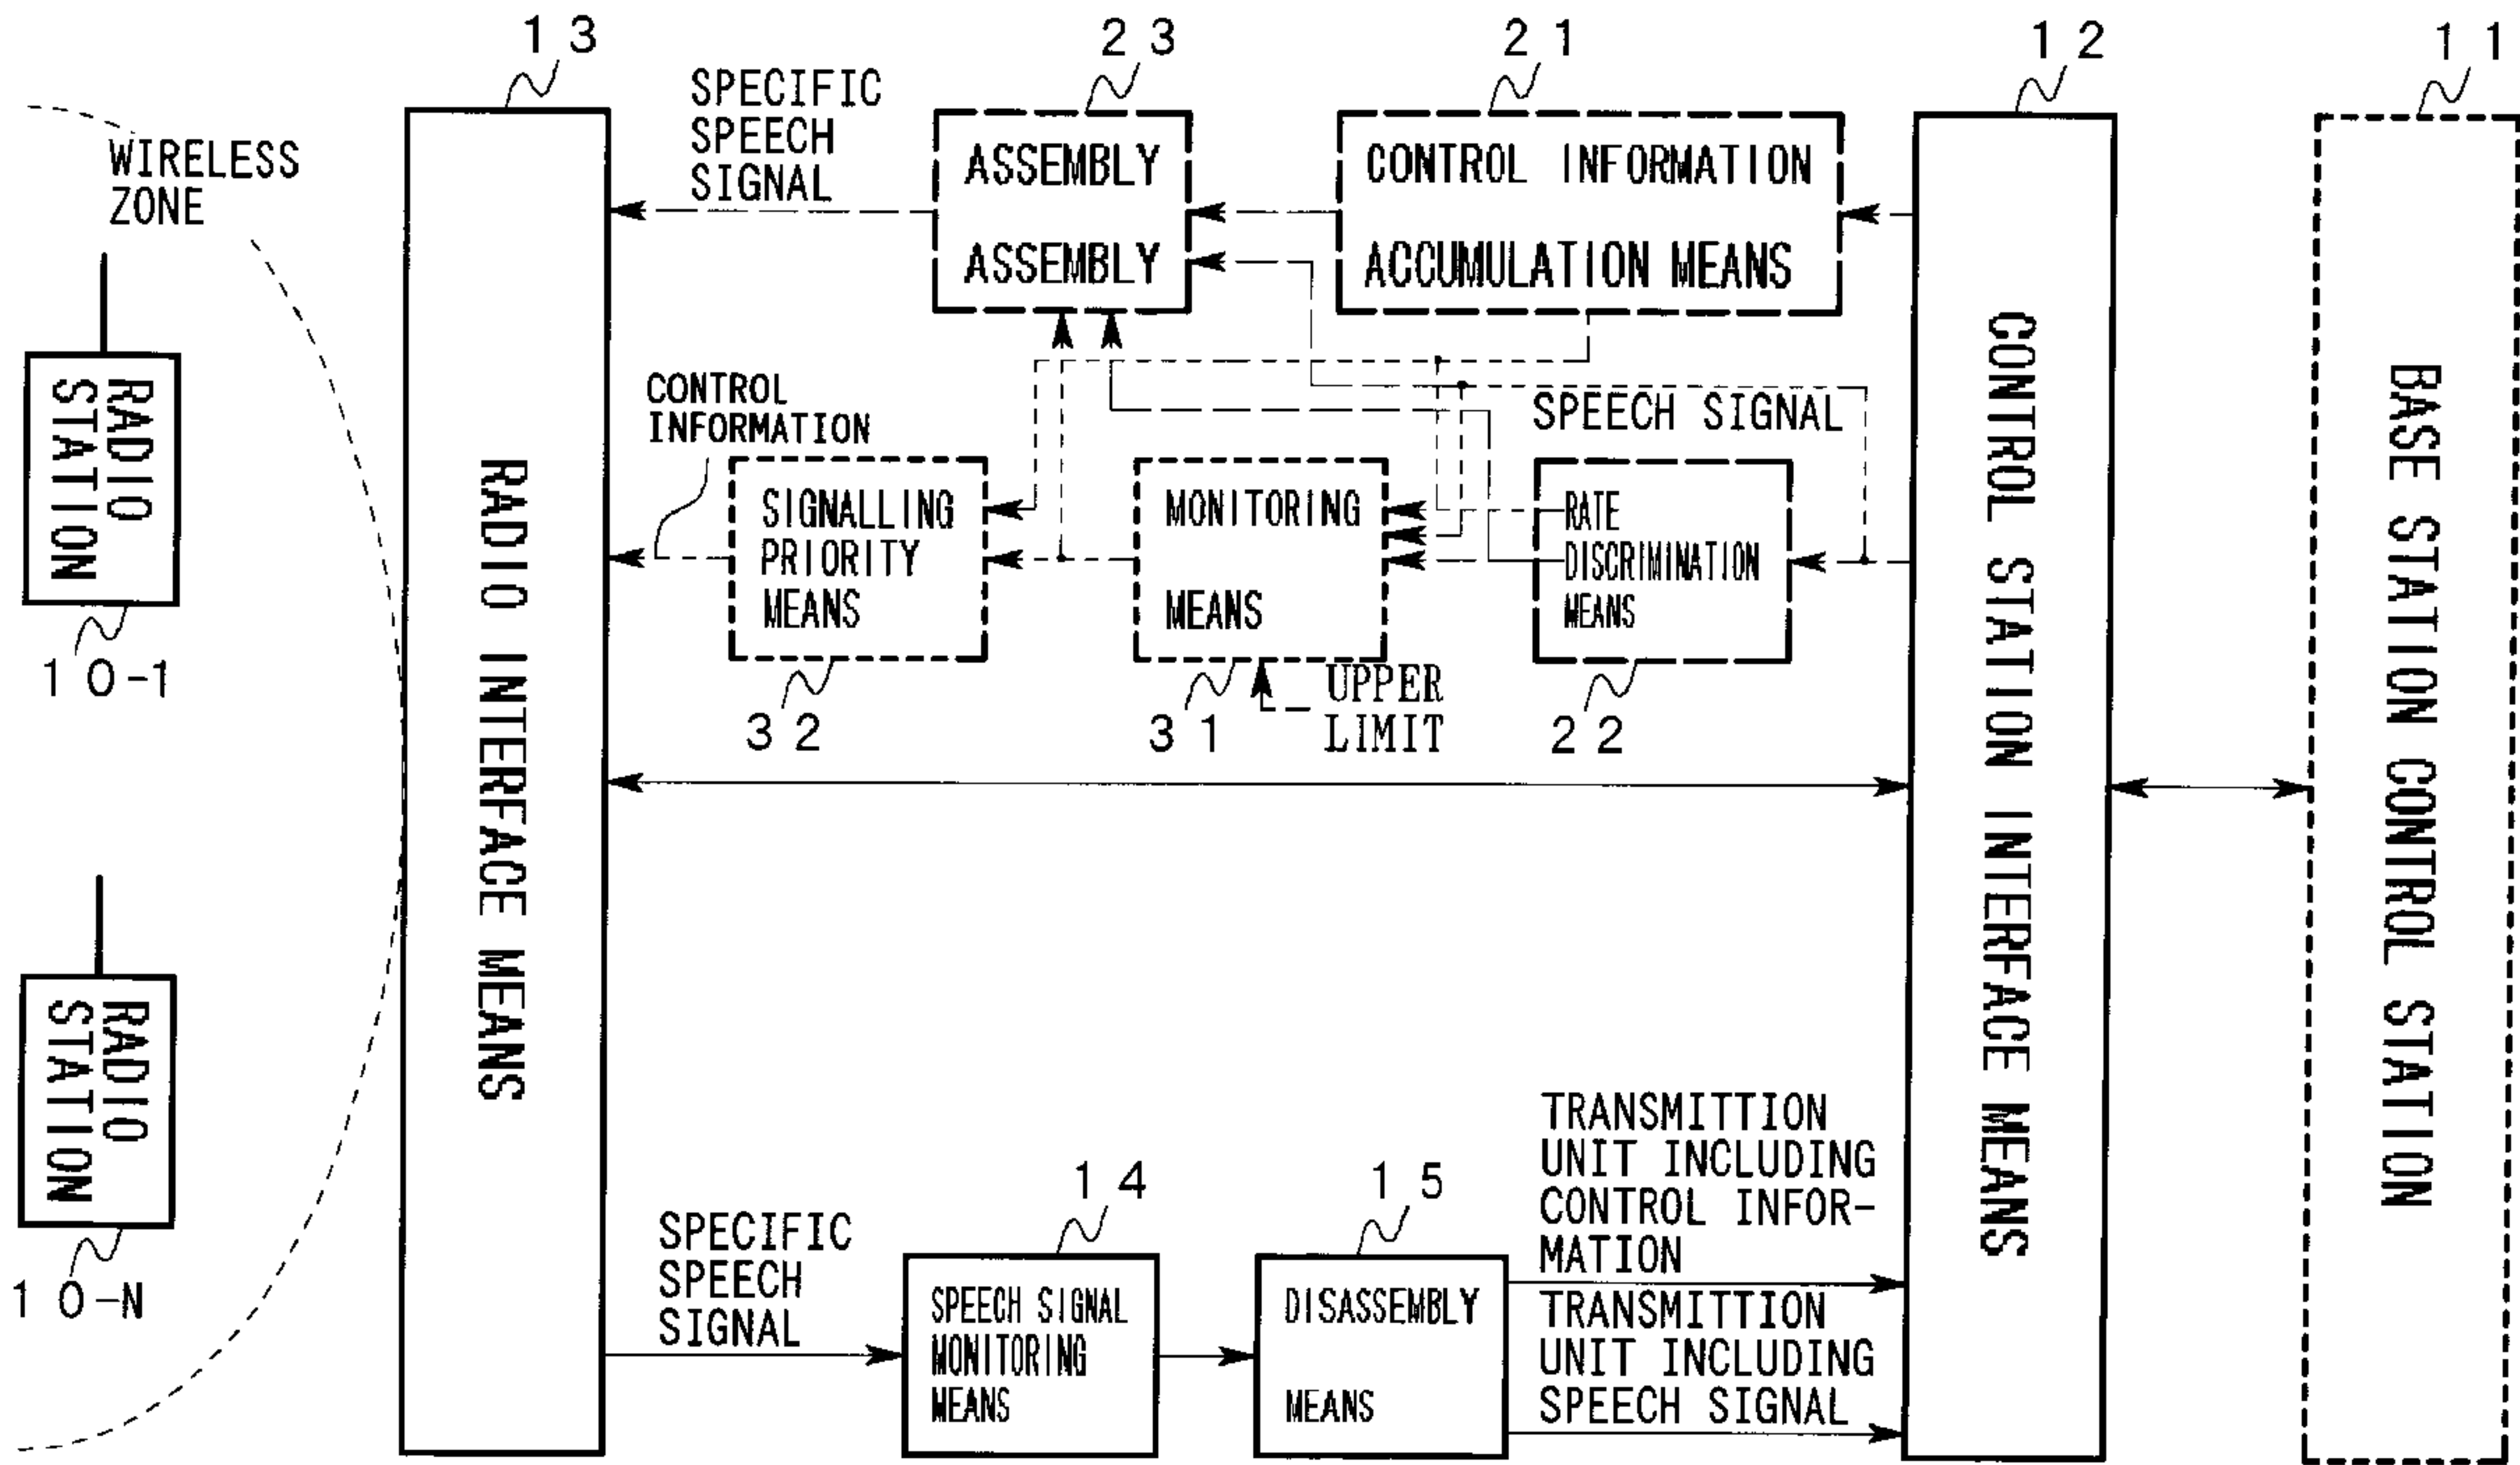 13
23
21
12
11
WIRELESS
ZONE
SPECIFIC
SPEECH
SIGNAL
ASSEMBLY
ASSEMBLY
CONTROL INFORMATION
ACCUMULATION MEANS
RADIO
STATION
10-1
CONTROL
INFORMATION
SPEECH SIGNAL
SIGNALLING
PRIORITY
MEANS
32
MONITORING
MEANS
31
UPPER
LIMIT
RATE
DISCRIMINATION
MEANS
22
RADIO INTERFACE MEANS
CONTROL STATION INTERFACE MEANS
BASE STATION CONTROL STATION
RADIO
STATION
10-N
SPECIFIC
SPEECH
SIGNAL
14
SPEECH SIGNAL
MONITORING
MEANS
15
DISASSEMBLY
MEANS
TRANSMITTION
UNIT INCLUDING
CONTROL INFOR-
MATION
TRANSMITTION
UNIT INCLUDING
SPEECH SIGNAL